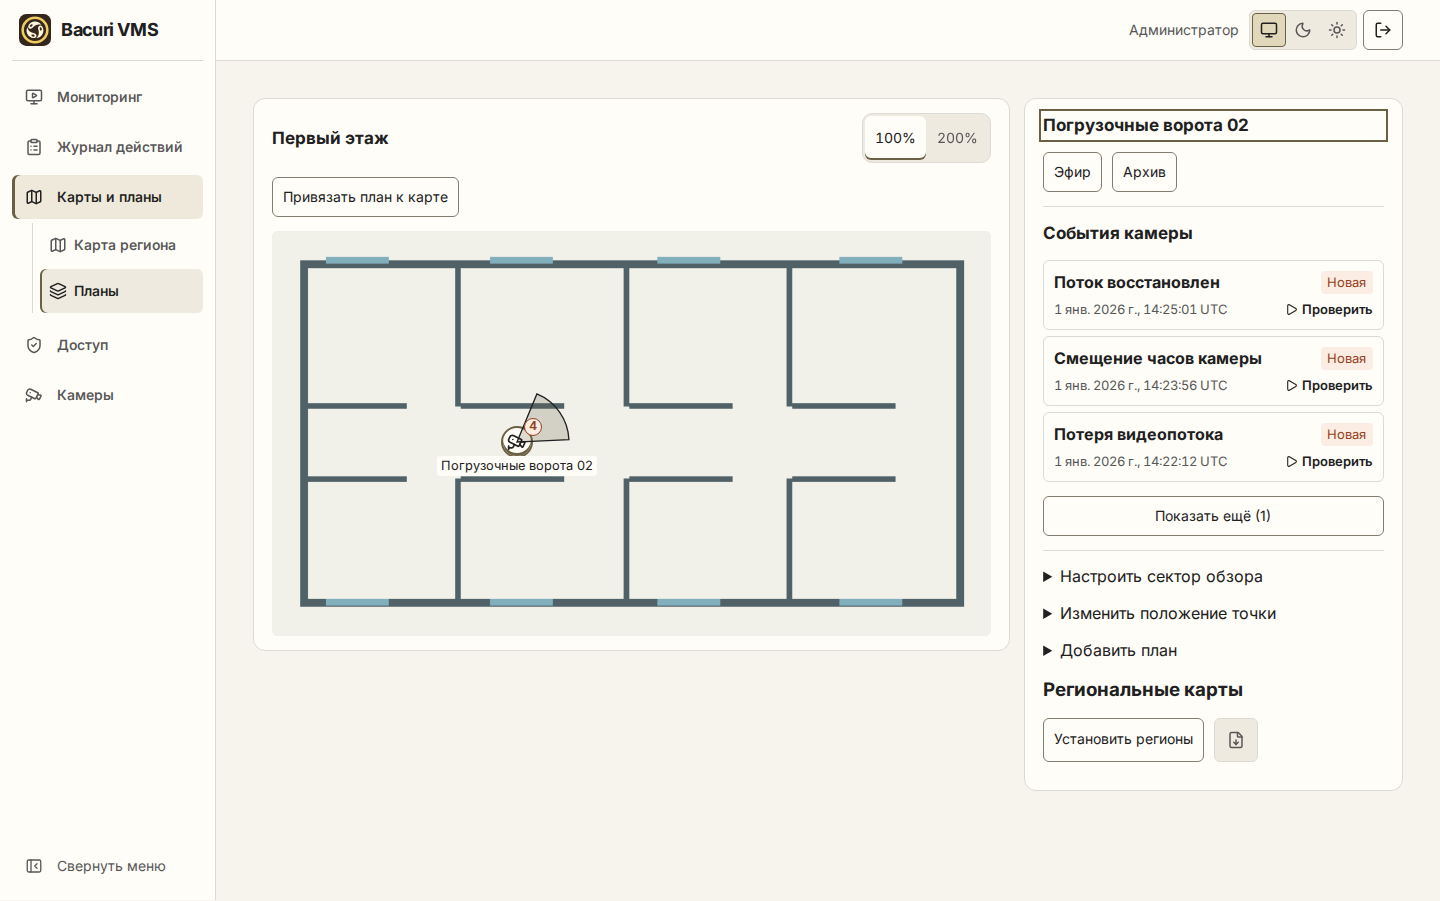 Bacuri VMS
Администратор
Мониторинг
Журнал действий
Карты и планы
Карта региона
Планы
Доступ
Камеры
Свернуть меню
Первый этаж
100%
200%
Привязать план к карте
4
Погрузочные ворота 02
Погрузочные ворота 02
Эфир
Архив
События камеры
Поток восстановлен
Новая
1 янв. 2026 г., 14:25:01 UTC
Проверить
Смещение часов камеры
Новая
1 янв. 2026 г., 14:23:56 UTC
Проверить
Потеря видеопотока
Новая
1 янв. 2026 г., 14:22:12 UTC
Проверить
Показать ещё (1)
Настроить сектор обзора
Изменить положение точки
Добавить план
Региональные карты
Установить регионы